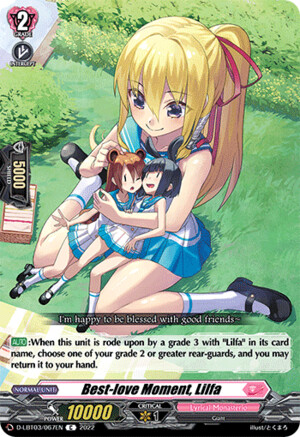 2
GRADE
INTERCEPT
5000
SHIELD
I'm happy to be blessed with good friends~
AUTO:When this unit is rode upon by a grade 3 with "Lilfa" in its card
name, choose one of your grade 2 or greater rear-guards, and you may
return it to your hand.
NORMAL UNIT
Best-love Moment, Lilfa
POWER 10000
CRITICAL
1
Lyrical Monasterio
Giant
D-LBT03/067EN C 2022
illust/とくまろ